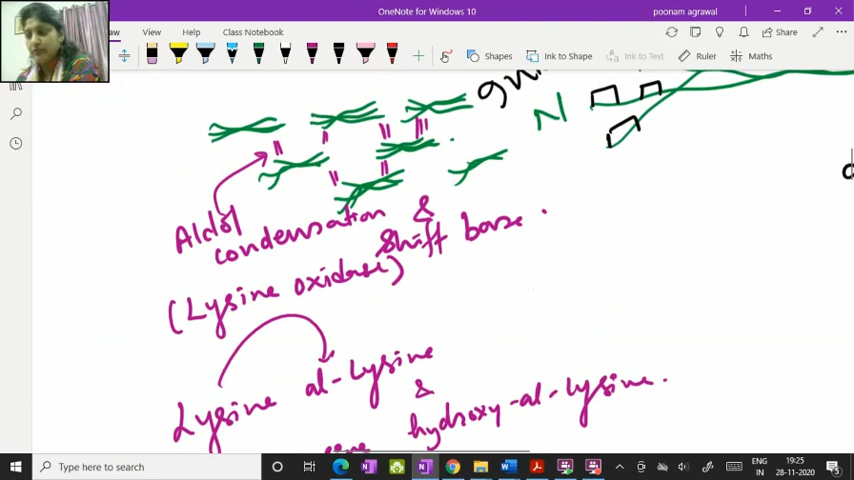 OneNote for Windows 10
poonam agrawal
View Help Class Notebook
Shapes Ink to Shape Ink to Text Ruler Maths
Share
N
Aldol
condensation &
shiff base.
(Lysine oxidase)
Lysine al-Lysine
&
hydroxy-al-Lysine.
Type here to search
ENG
IN
19:25
28-11-2020